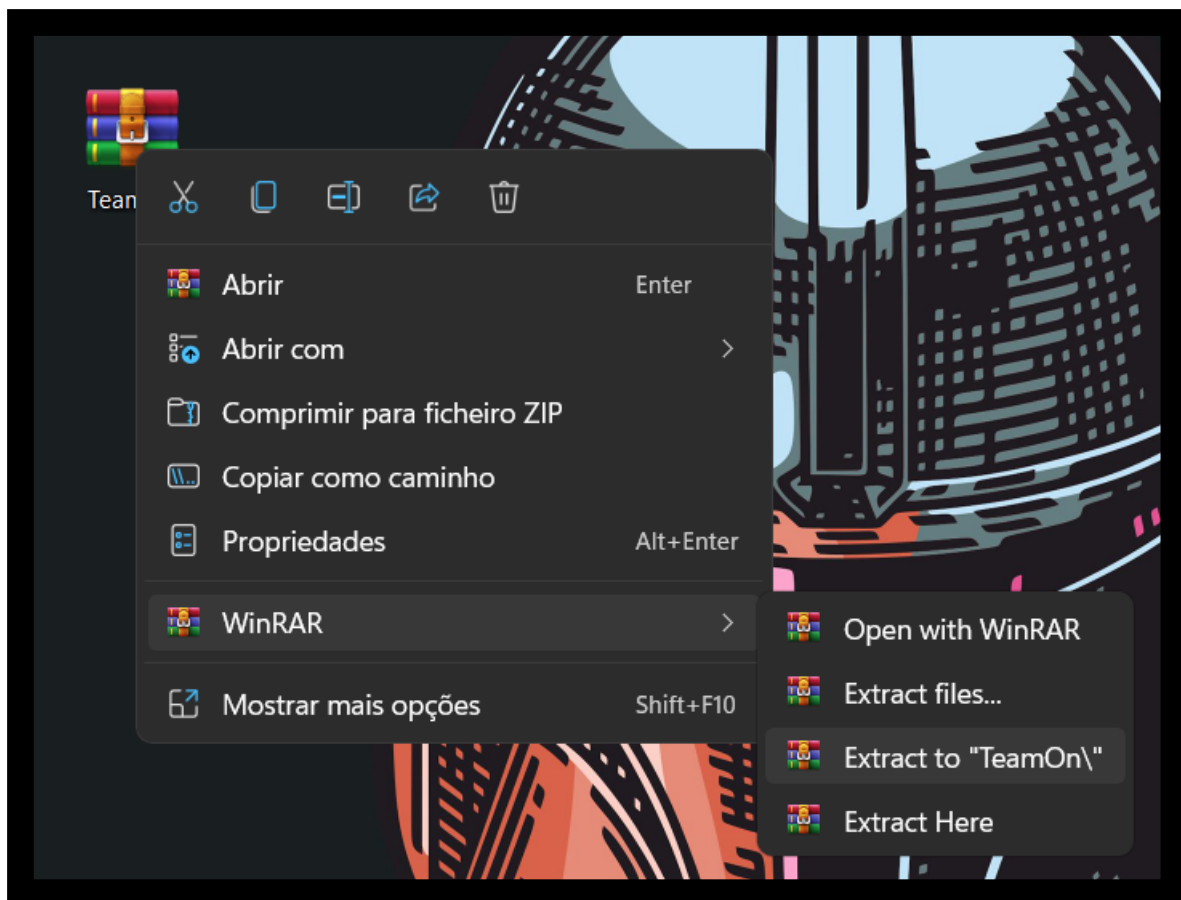 Team
Abrir Enter
Abrir com
Comprimir para ficheiro ZIP
Copiar como caminho
Propriedades Alt+Enter
WinRAR
Mostrar mais opções Shift+F10
Open with WinRAR
Extract files...
Extract to "TeamOn\"
Extract Here